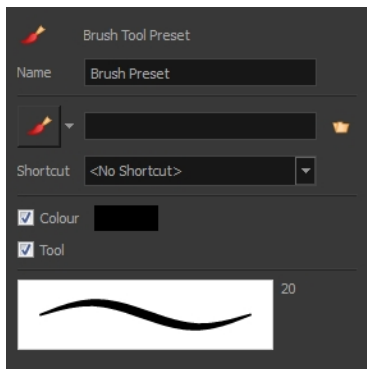 Brush Tool Preset
Name Brush Preset
Shortcut <No Shortcut>
Colour
Tool
20